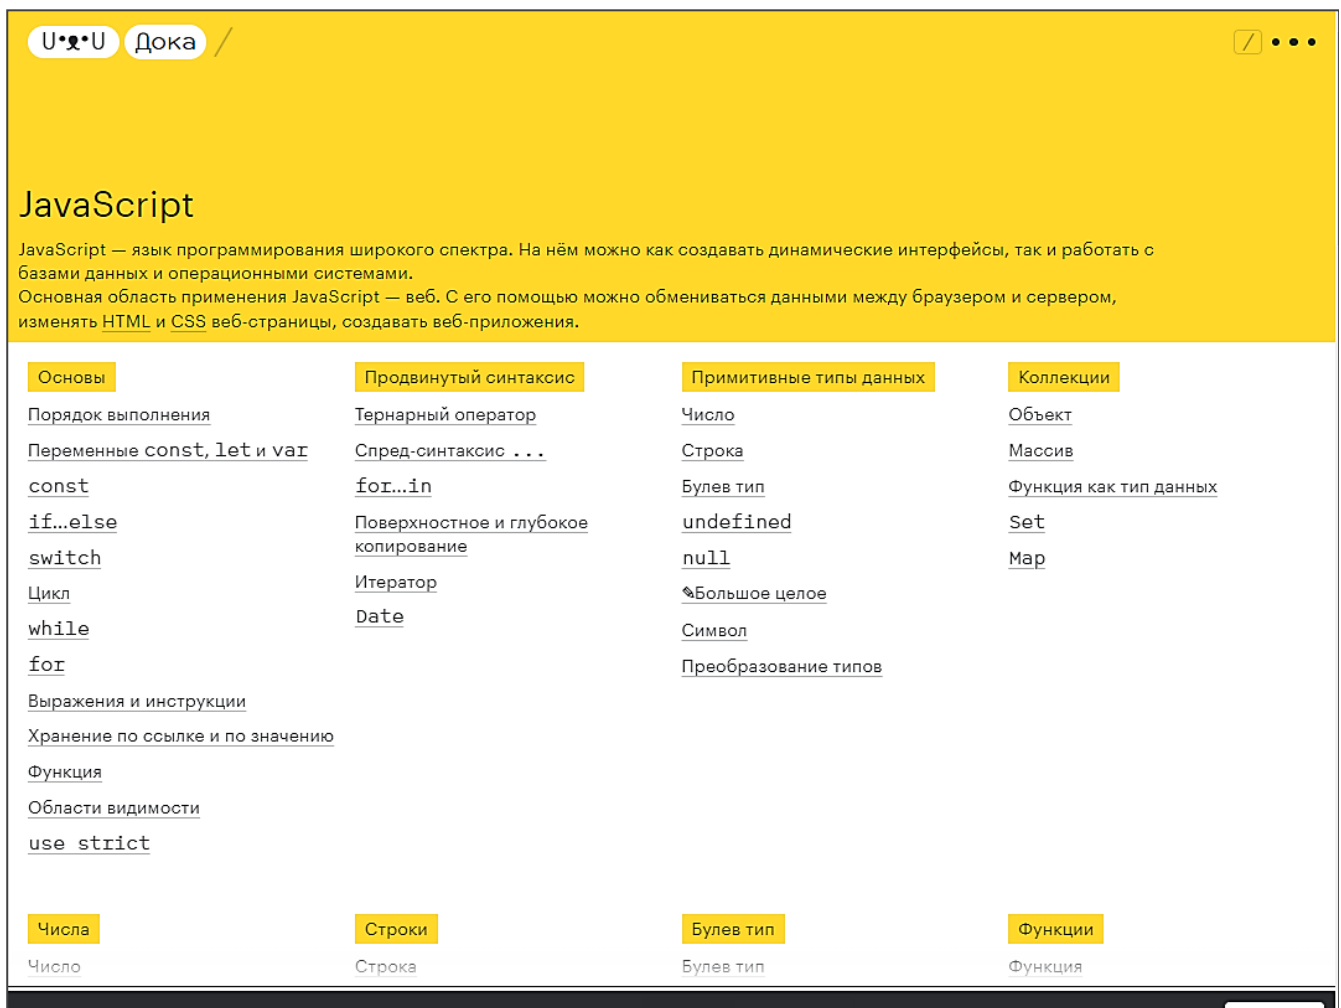 U•ᴥ•U Дока /
/ •••
JavaScript
JavaScript — язык программирования широкого спектра. На нём можно как создавать динамические интерфейсы, так и работать с
базами данных и операционными системами.
Основная область применения JavaScript — веб. С его помощью можно обмениваться данными между браузером и сервером,
изменять HTML и CSS веб-страницы, создавать веб-приложения.
Основы
Порядок выполнения
Переменные const, let и var
const
if...else
switch
Цикл
while
for
Выражения и инструкции
Хранение по ссылке и по значению
Функция
Области видимости
use strict
Продвинутый синтаксис
Тернарный оператор
Спред-синтаксис ...
for...in
Поверхностное и глубокое
копирование
Итератор
Date
Примитивные типы данных
Число
Строка
Булев тип
undefined
null
✎Большое целое
Символ
Преобразование типов
Коллекции
Объект
Массив
Функция как тип данных
Set
Map
Числа
Число
Строки
Строка
Булев тип
Булев тип
Функции
Функция